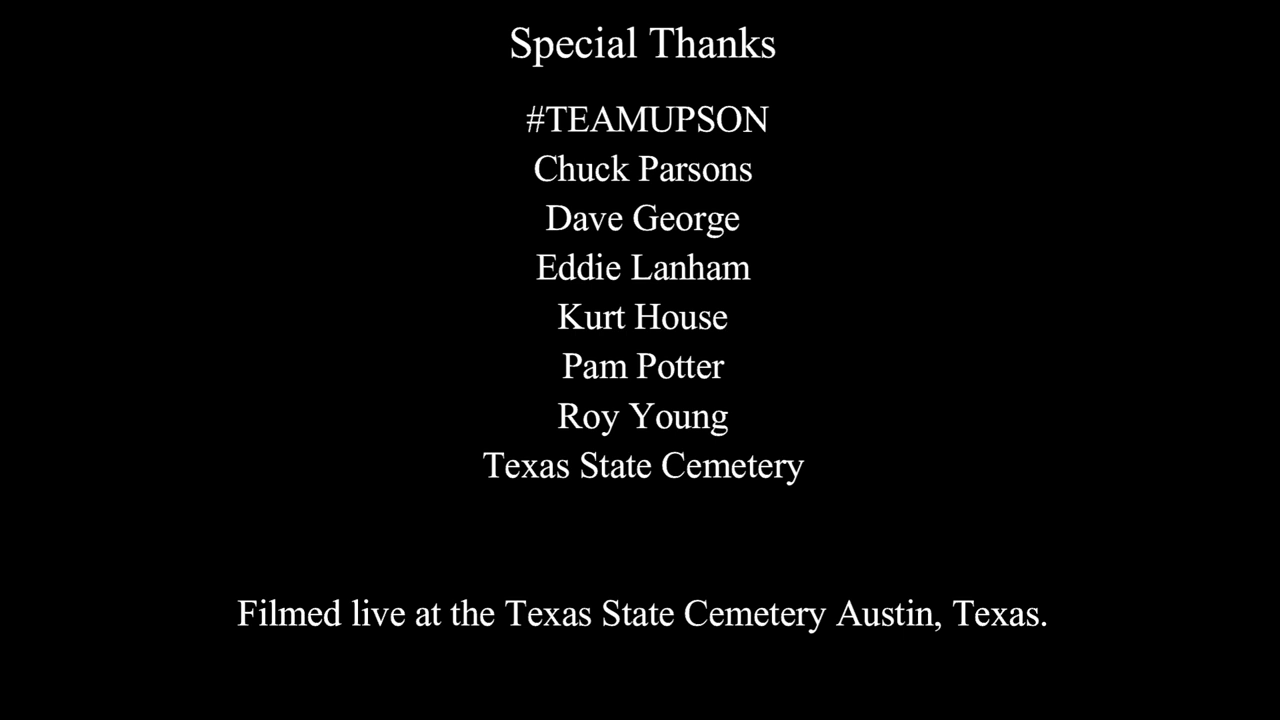 Special Thanks
#TEAMUPSON
Chuck Parsons
Dave George
Eddie Lanham
Kurt House
Pam Potter
Roy Young
Texas State Cemetery
Filmed live at the Texas State Cemetery Austin, Texas.